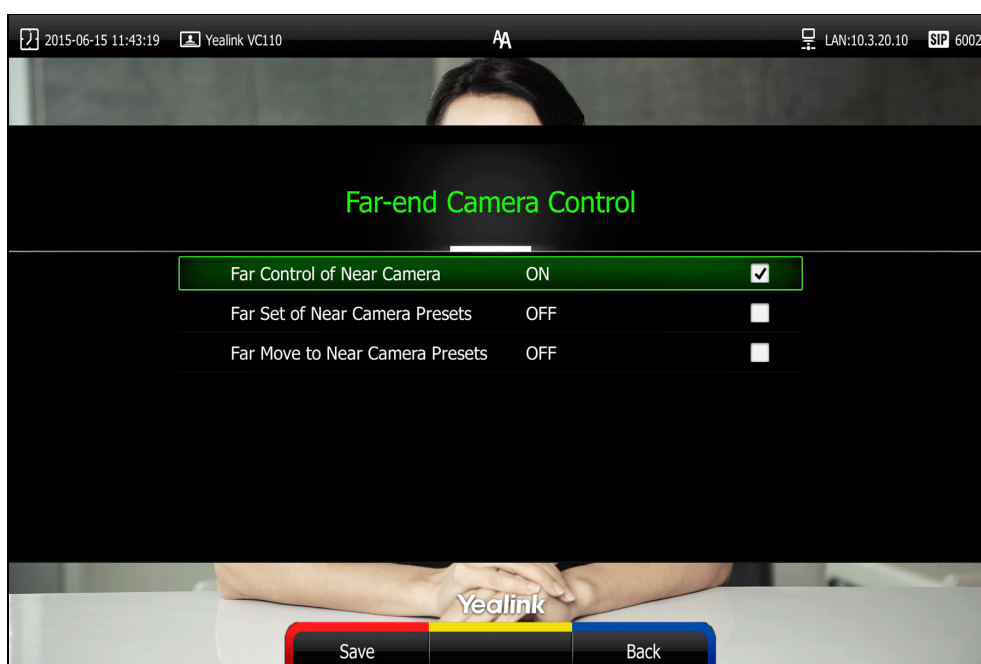 2015-06-15 11:43:19 Yealink VC110 AA LAN:10.3.20.10 SIP 6002
Far-end Camera Control
Far Control of Near Camera ON
Far Set of Near Camera Presets OFF
Far Move to Near Camera Presets OFF
Yealink
Save Back